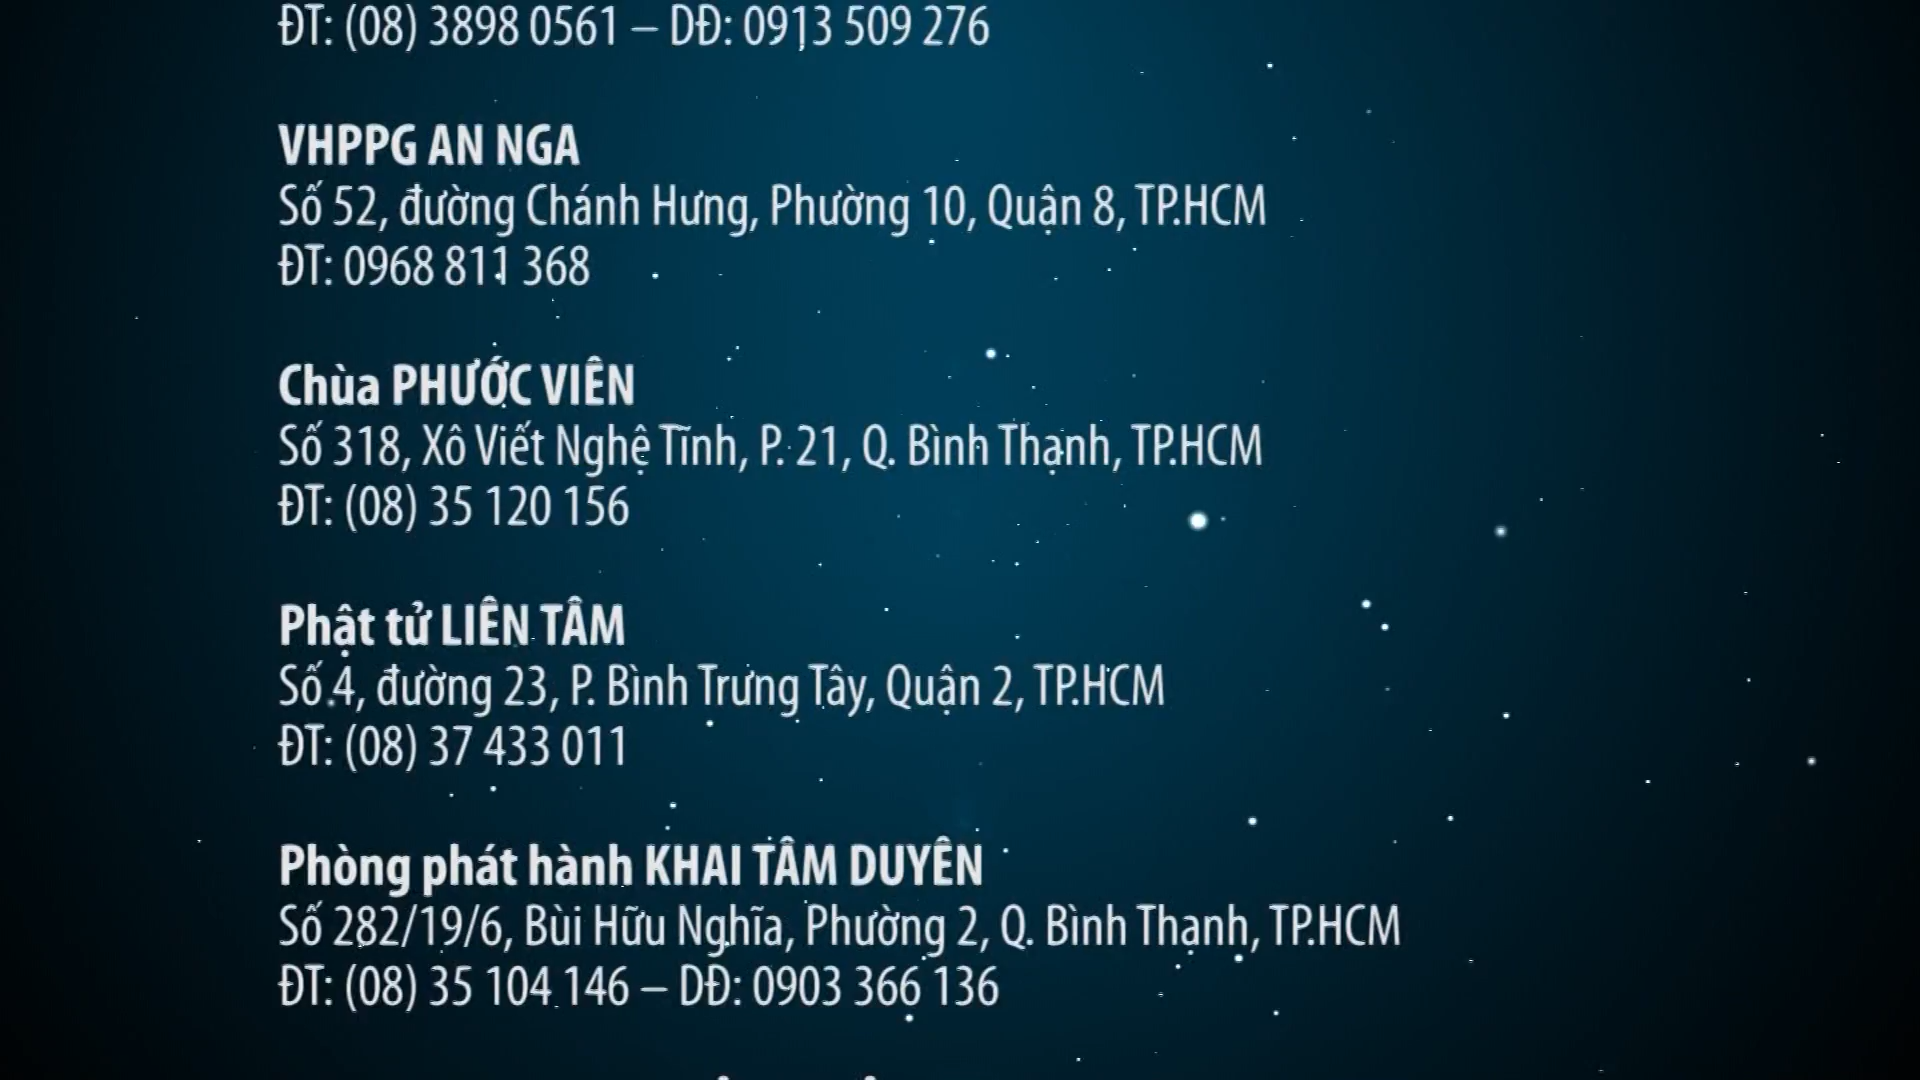 ĐT: (08) 3898 0561 – DĐ: 0913 509 276
VHPPG AN NGA
Số 52, đường Chánh Hưng, Phường 10, Quận 8, TP.HCM
ĐT: 0968 811 368
Chùa PHƯỚC VIÊN
Số 318, Xô Viết Nghệ Tĩnh, P. 21, Q. Bình Thạnh, TP.HCM
ĐT: (08) 35 120 156
Phật tử LIÊN TÂM
Số 4, đường 23, P. Bình Trưng Tây, Quận 2, TP.HCM
ĐT: (08) 37 433 011
Phòng phát hành KHAI TÂM DUYÊN
Số 282/19/6, Bùi Hữu Nghĩa, Phường 2, Q. Bình Thạnh, TP.HCM
ĐT: (08) 35 104 146 – DĐ: 0903 366 136